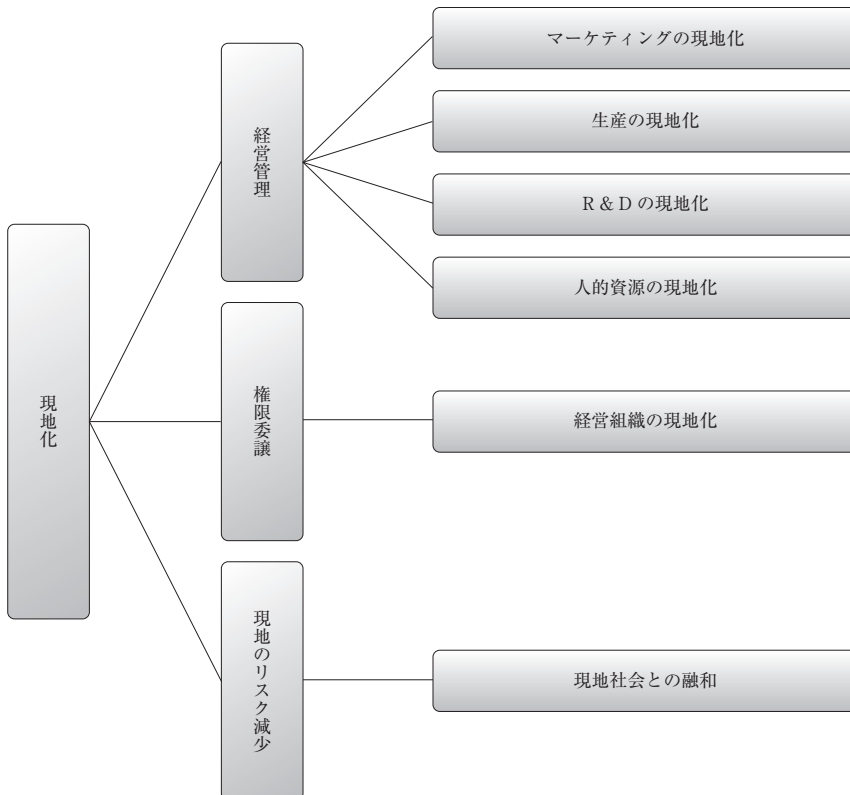 現地化
経営管理
マーケティングの現地化
生産の現地化
R & D の現地化
人的資源の現地化
権限委譲
経営組織の現地化
現地のリスク減少
現地社会との融和